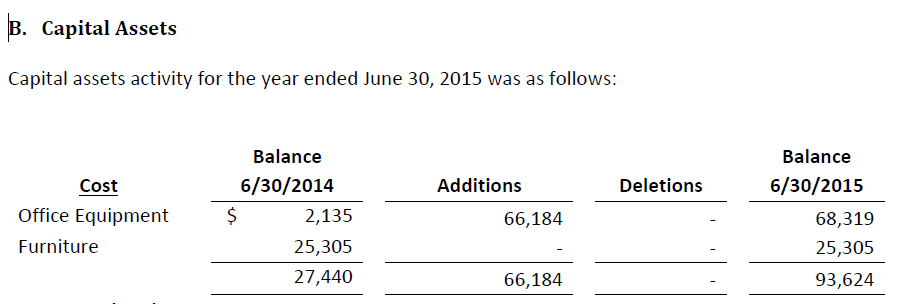 B. Capital Assets
Capital assets activity for the year ended June 30, 2015 was as follows:
Balance Balance
Cost 6/30/2014 Additions Deletions 6/30/2015
Office Equipment $ 2,135 66,184 - 68,319
Furniture 25,305 - - 25,305
27,440 66,184 - 93,624